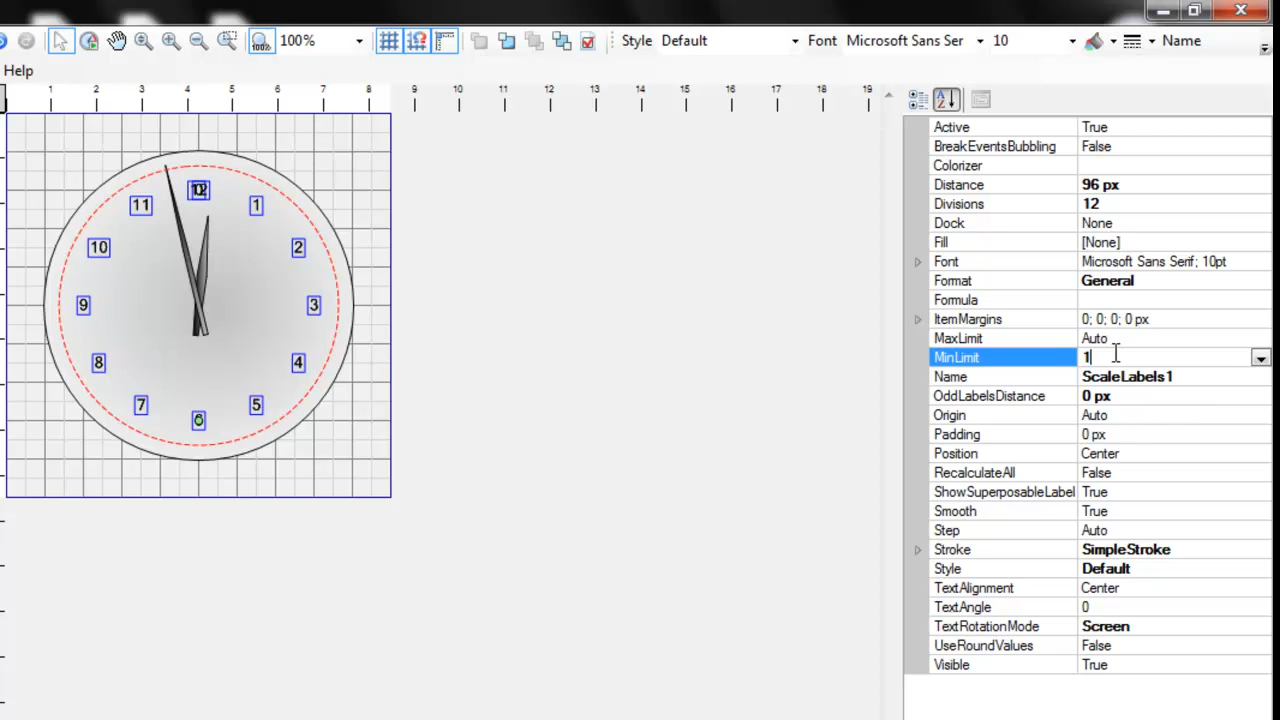 100% Style Default Font Microsoft Sans Ser 10 Name
Help
1 2 3 4 5 6 7 8 9 10 11 12 13 14 15 16 17 18 19
11 1
10 2
9 3
8 4
7 5
Active True
BreakEventsBubbling False
Colorizer
Distance 96 px
Divisions 12
Dock None
Fill [None]
Font Microsoft Sans Serif; 10pt
Format General
Formula
ItemMargins 0; 0; 0; 0 px
MaxLimit Auto
MinLimit 1
Name ScaleLabels1
OddLabelsDistance 0 px
Origin Auto
Padding 0 px
Position Center
RecalculateAll False
ShowSuperposableLabel True
Smooth True
Step Auto
Stroke SimpleStroke
Style Default
TextAlignment Center
TextAngle 0
TextRotationMode Screen
UseRoundValues False
Visible True